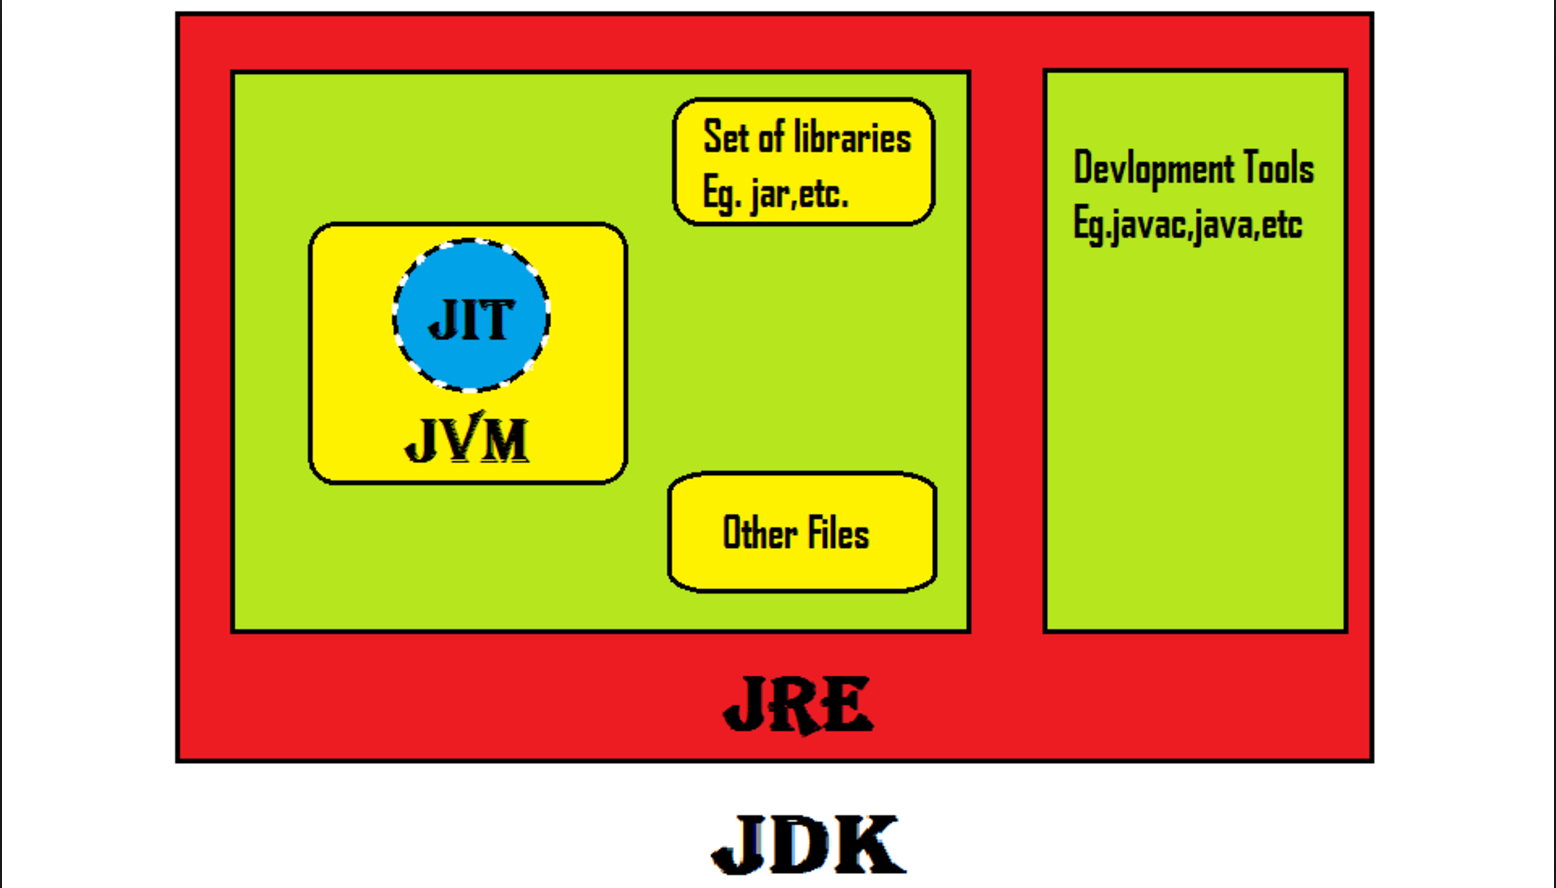 Set of libraries
Eg. jar,etc.
Devlopment Tools
Eg.javac,java,etc
JIT
JVM
Other Files
JRE
JDK